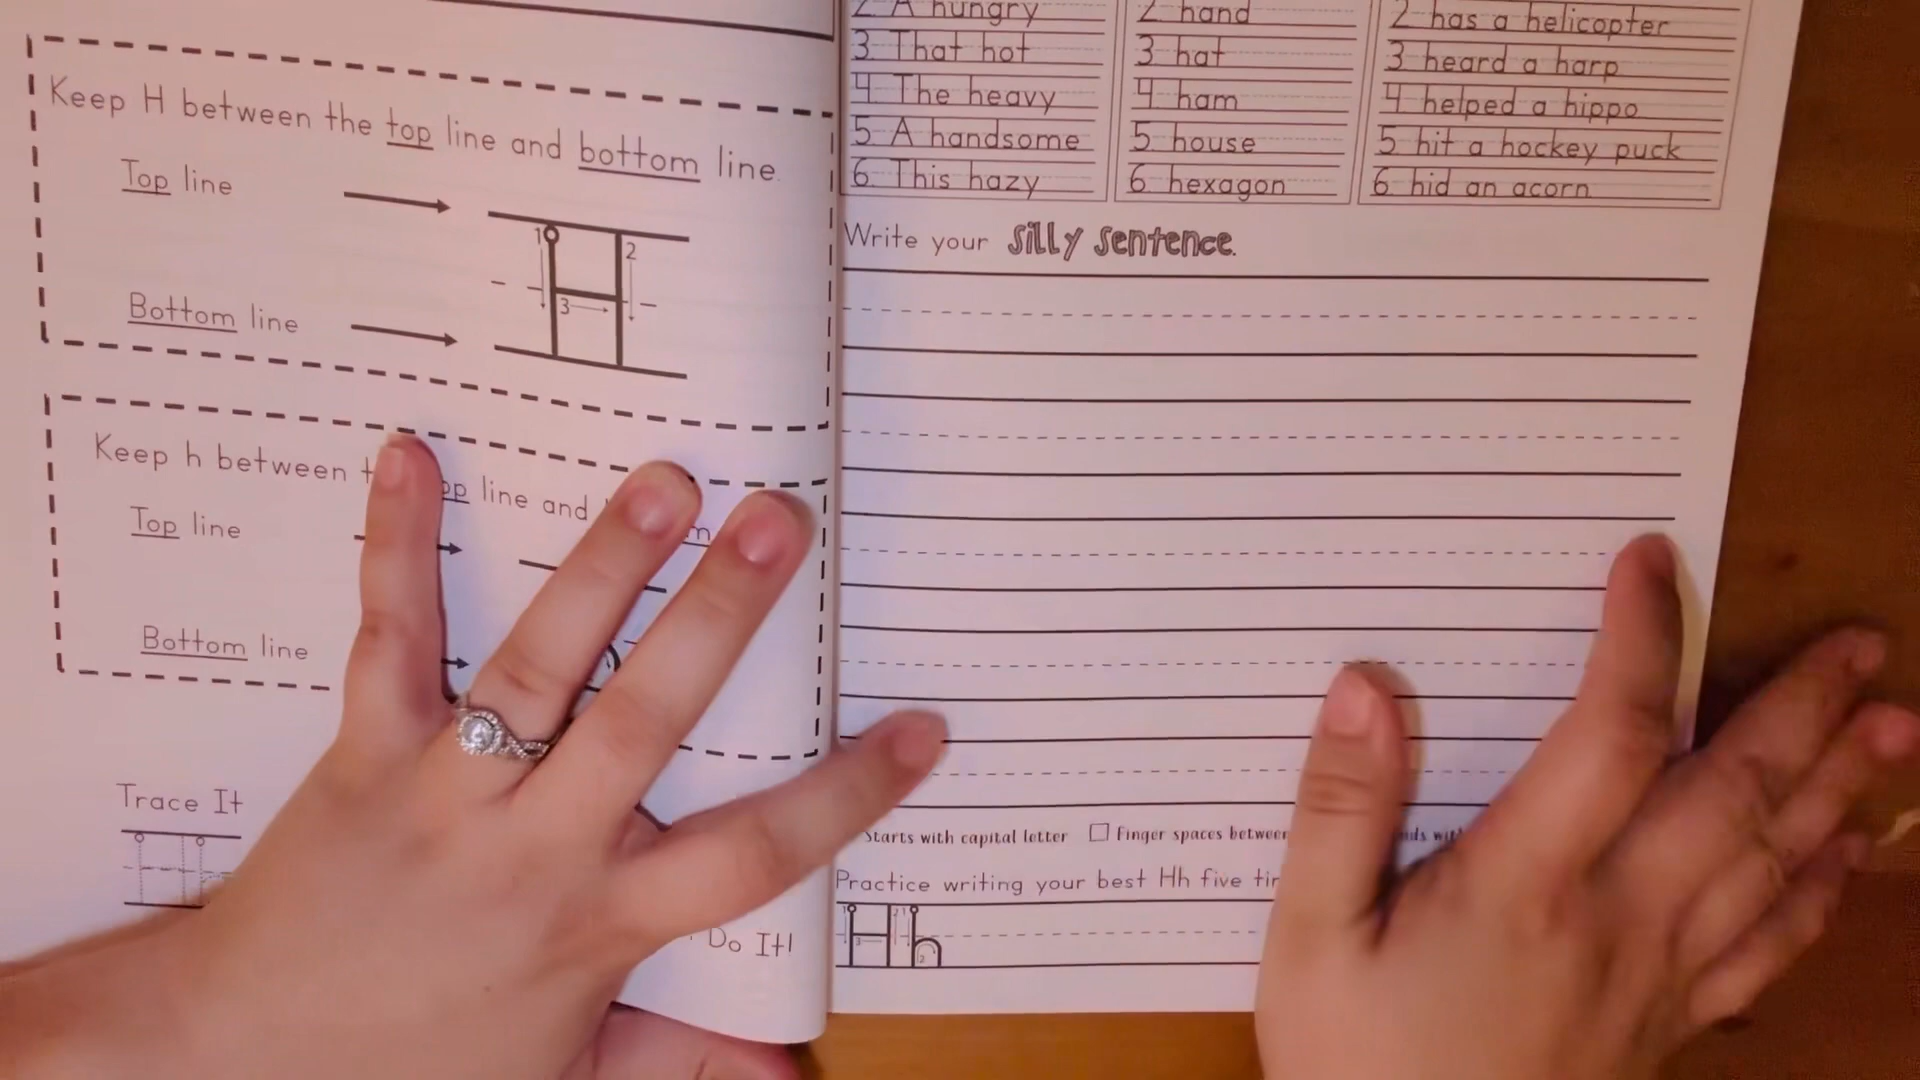 Keep H between the top line and bottom line.
Top line
1
2
3
Bottom line
Keep h between
line and
Top line
Bottom line
Trace It
Do It!
2. A hungry
3. That hot
4. The heavy
5. A handsome
6. This hazy
2 hand
3 hat
4 ham
5 house
6 hexagon
2 has a helicopter
3 heard a harp
4 helped a hippo
5 hit a hockey puck
6 hid an acorn
Write your silly sentence.
Starts with capital letter Finger spaces
Practice writing your best Hh five
Hh